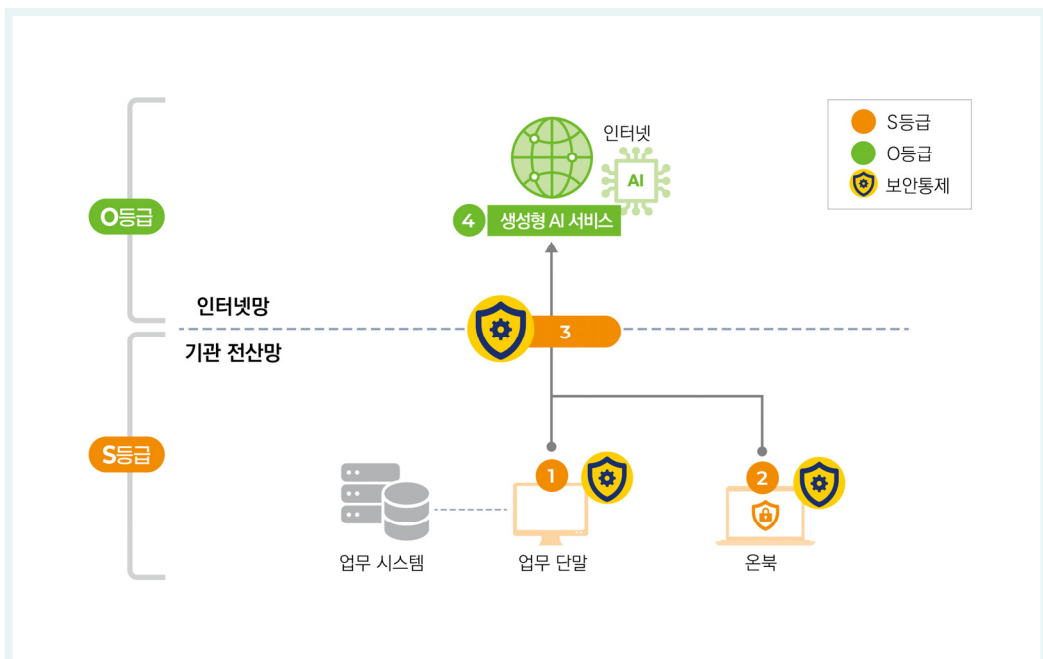 인터넷
S등급
O등급
보안통제
AI
O등급
4 생성형 AI 서비스
인터넷망
3
기관 전산망
S등급
1
2
업무 시스템
업무 단말
온북